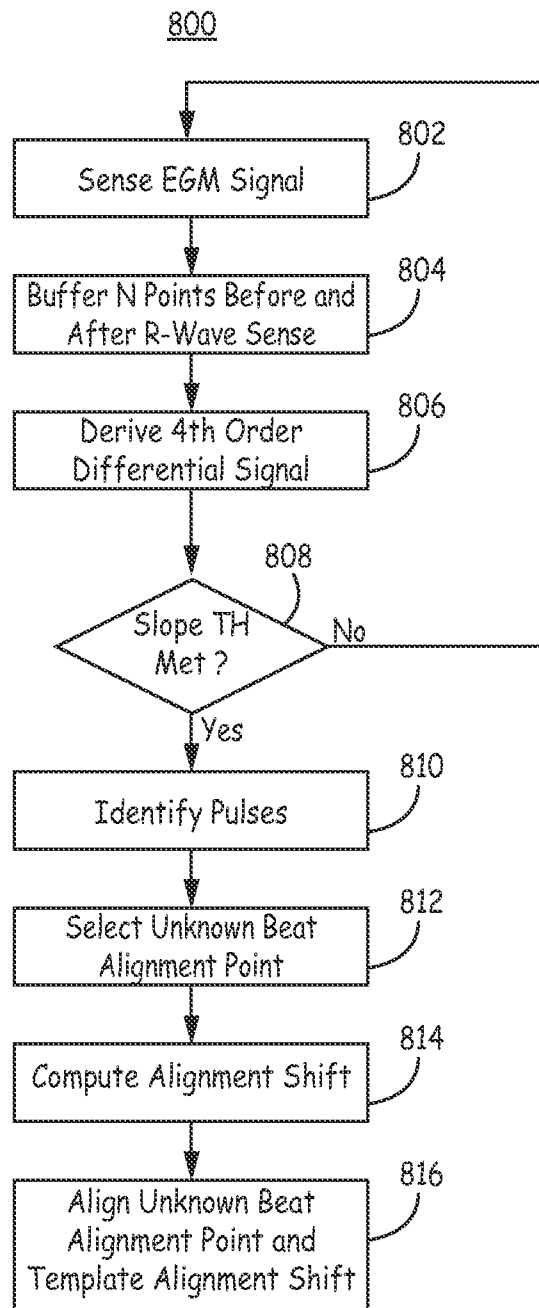 800
802
Sense EGM Signal
804
Buffer N Points Before and
After R-Wave Sense
806
Derive 4th Order
Differential Signal
808
Slope TH
Met ?
No
Yes
810
Identify Pulses
812
Select Unknown Beat
Alignment Point
814
Compute Alignment Shift
816
Align Unknown Beat
Alignment Point and
Template Alignment Shift